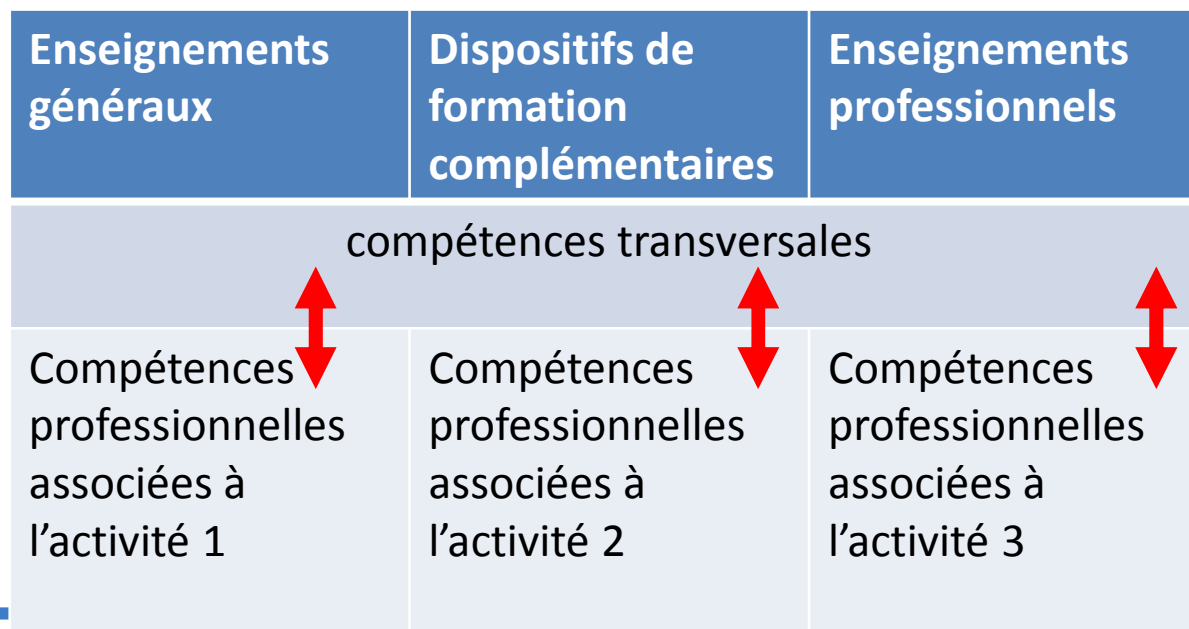 Enseignements
généraux
Dispositifs de
formation
complémentaires
Enseignements
professionnels
compétences transversales
Compétences
professionnelles
associées à
l’activité 1
Compétences
professionnelles
associées à
l’activité 2
Compétences
professionnelles
associées à
l’activité 3